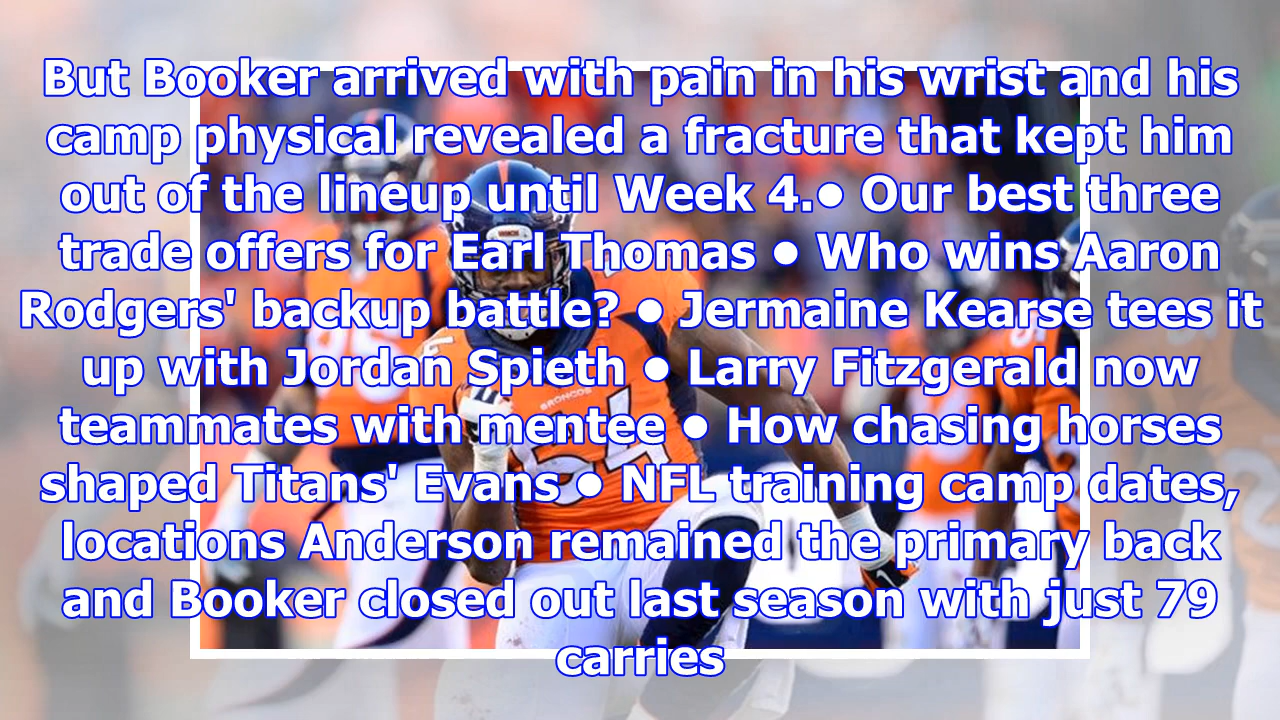 But Booker arrived with pain in his wrist and his
camp physical revealed a fracture that kept him
out of the lineup until Week 4.● Our best three
trade offers for Earl Thomas ● Who wins Aaron
Rodgers' backup battle? ● Jermaine Kearse tees it
up with Jordan Spieth ● Larry Fitzgerald now
teammates with mentee ● How chasing horses
shaped Titans' Evans ● NFL training camp dates,
locations Anderson remained the primary back
and Booker closed out last season with just 79
carries
BRONCOS
54